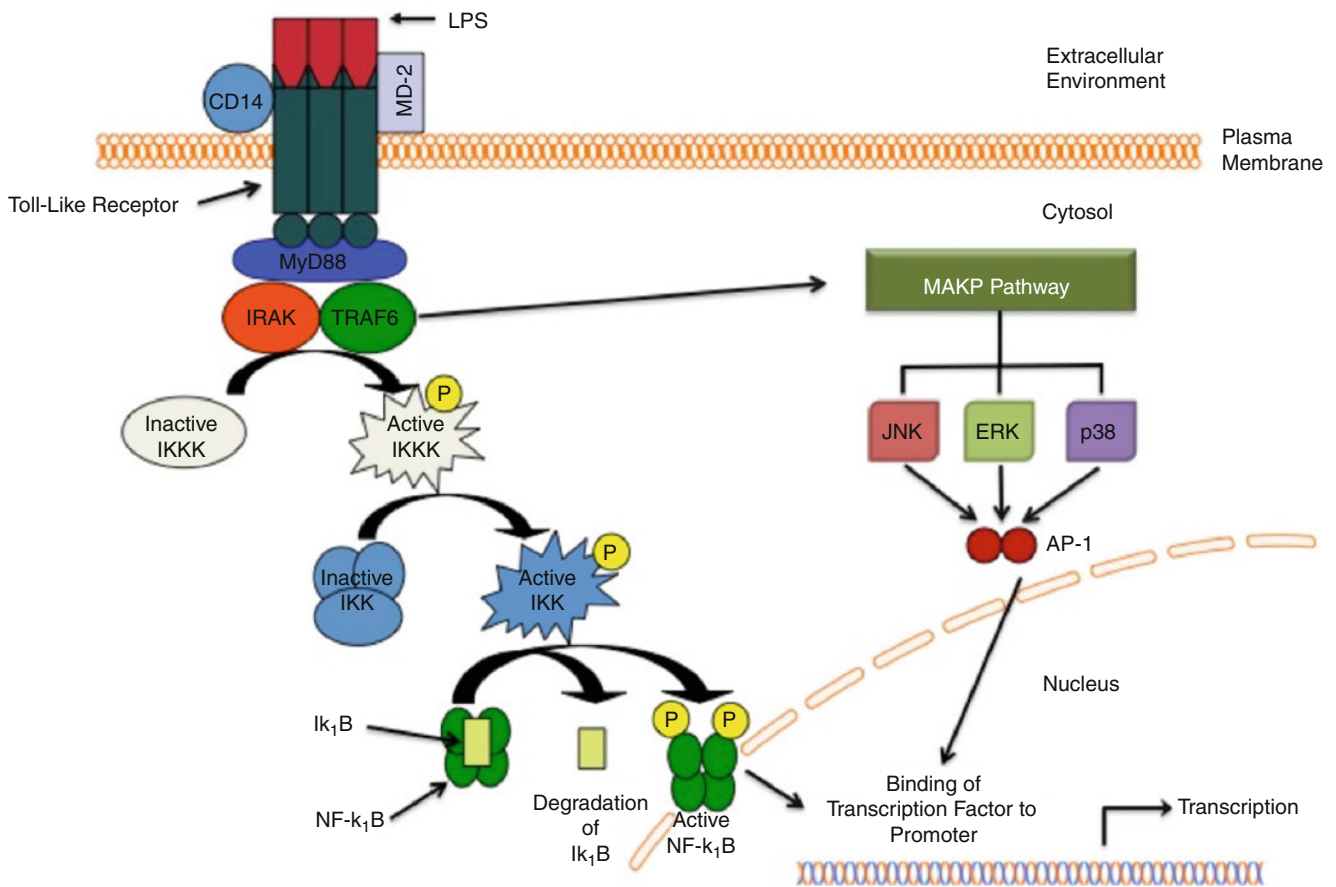 LPS
CD14
MD-2
Extracellular
Environment
Plasma
Membrane
Toll-Like Receptor
Cytosol
MyD88
MAKP Pathway
IRAK
TRAF6
P
Inactive
IKKK
Active
IKKK
JNK
ERK
p38
AP-1
P
Inactive
IKK
Active
IKK
Nucleus
Ik₁B
NF-k₁B
P
P
Degradation
of
Ik₁B
Active
NF-k₁B
Binding of
Transcription Factor to
Promoter
Transcription